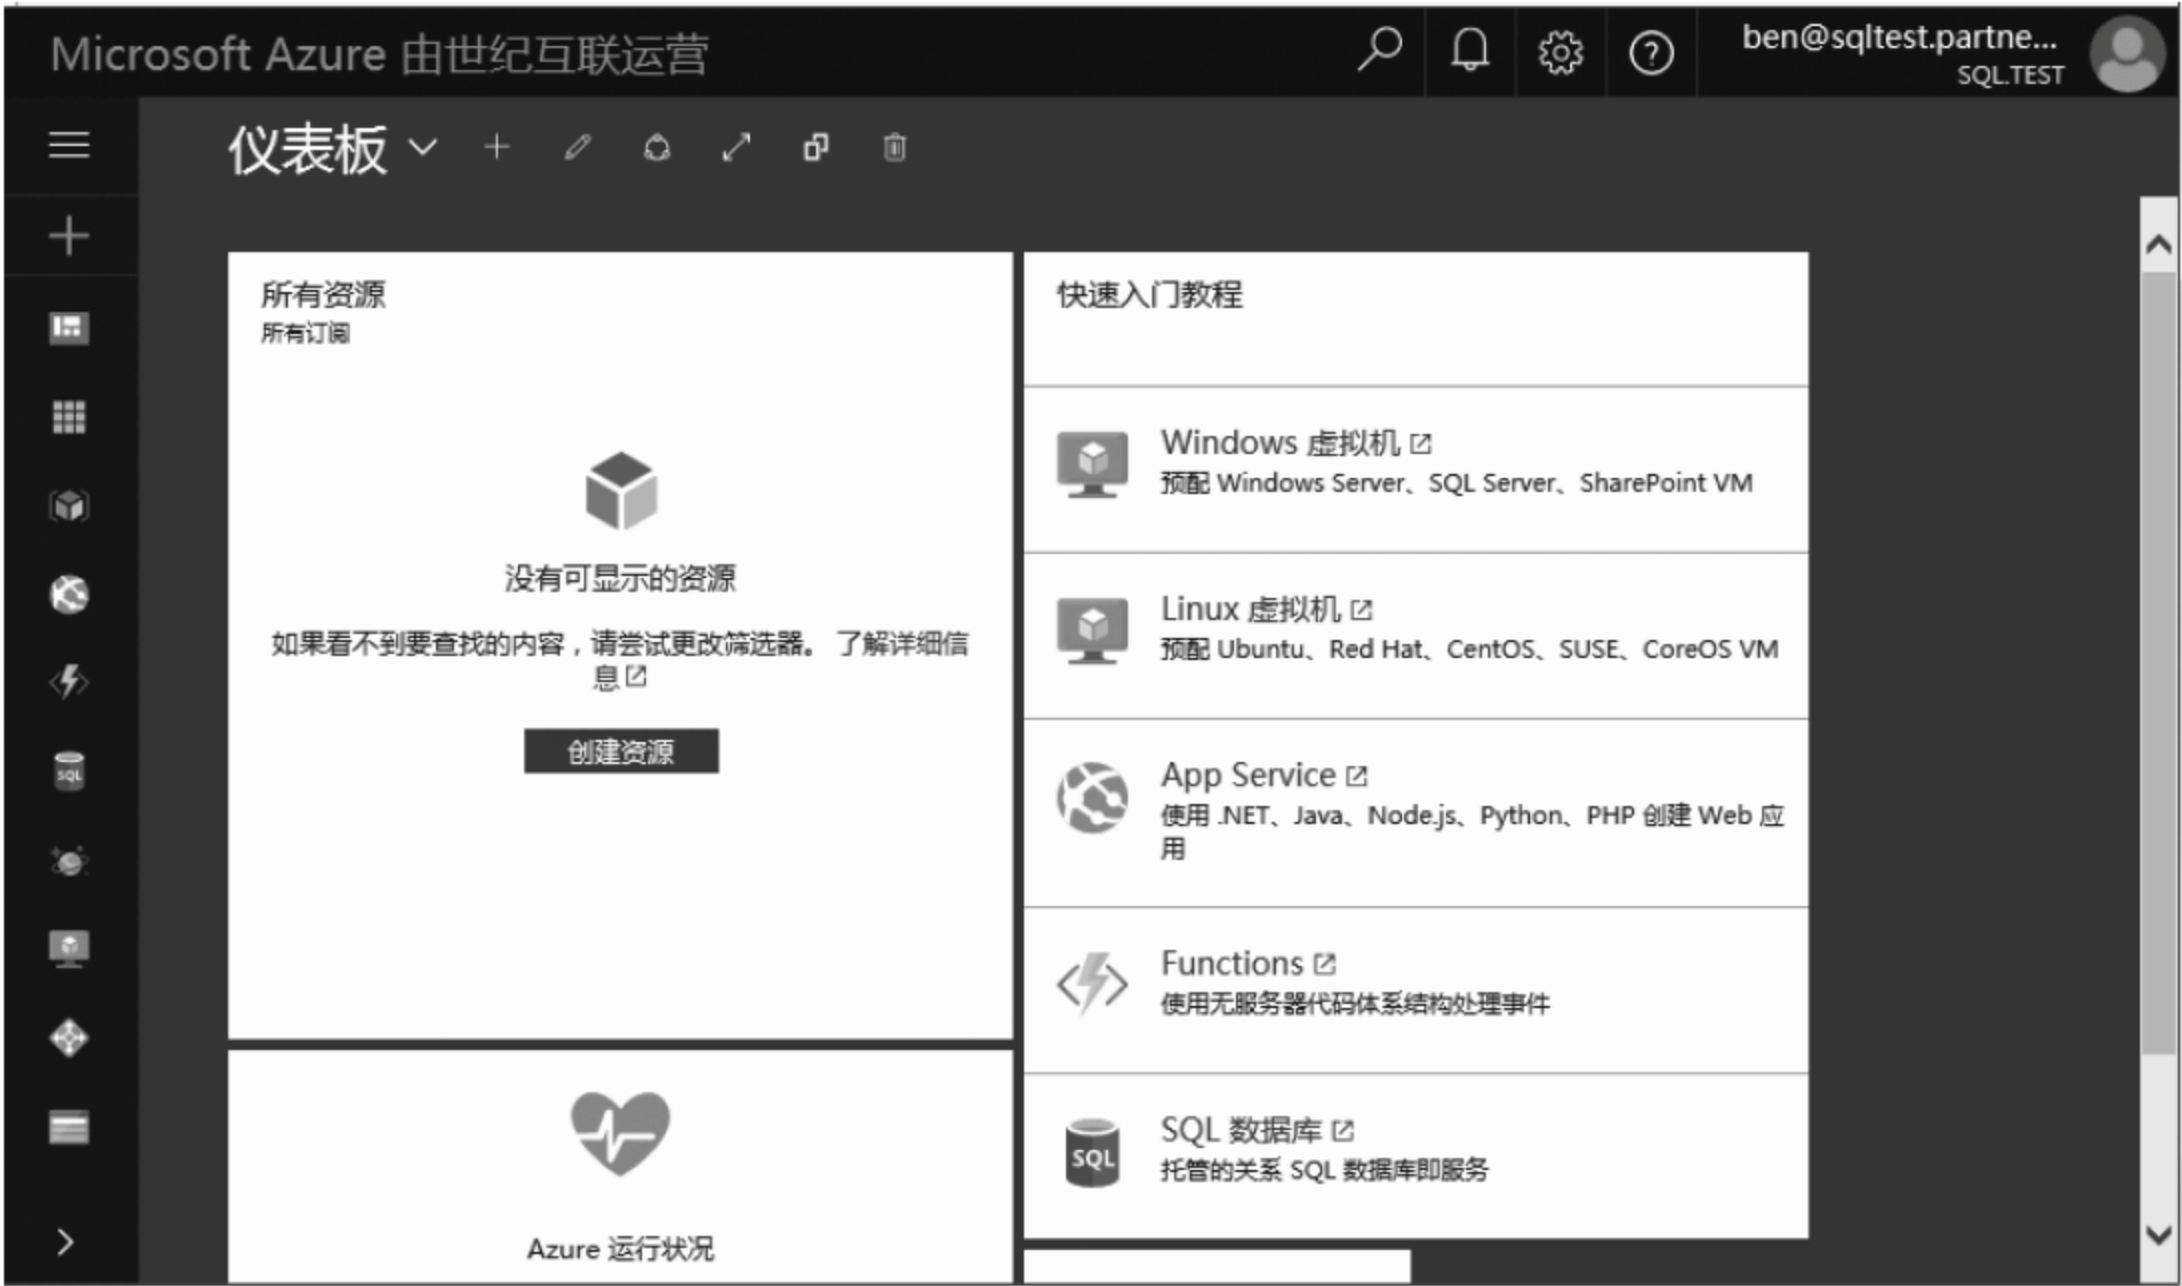 Microsoft Azure 由世纪互联运营
ben@sqltest.partne...
SQL.TEST
仪表板
所有资源
所有订阅
没有可显示的资源
如果看不到要查找的内容，请尝试更改筛选器。 了解详细信
息
创建资源
Azure 运行状况
快速入门教程
Windows 虚拟机
预配 Windows Server、SQL Server、SharePoint VM
Linux 虚拟机
预配 Ubuntu、Red Hat、CentOS、SUSE、CoreOS VM
App Service
使用 .NET、Java、Node.js、Python、PHP 创建 Web 应
用
Functions
使用无服务器代码体系结构处理事件
SQL
SQL 数据库
托管的关系 SQL 数据库即服务
SQL